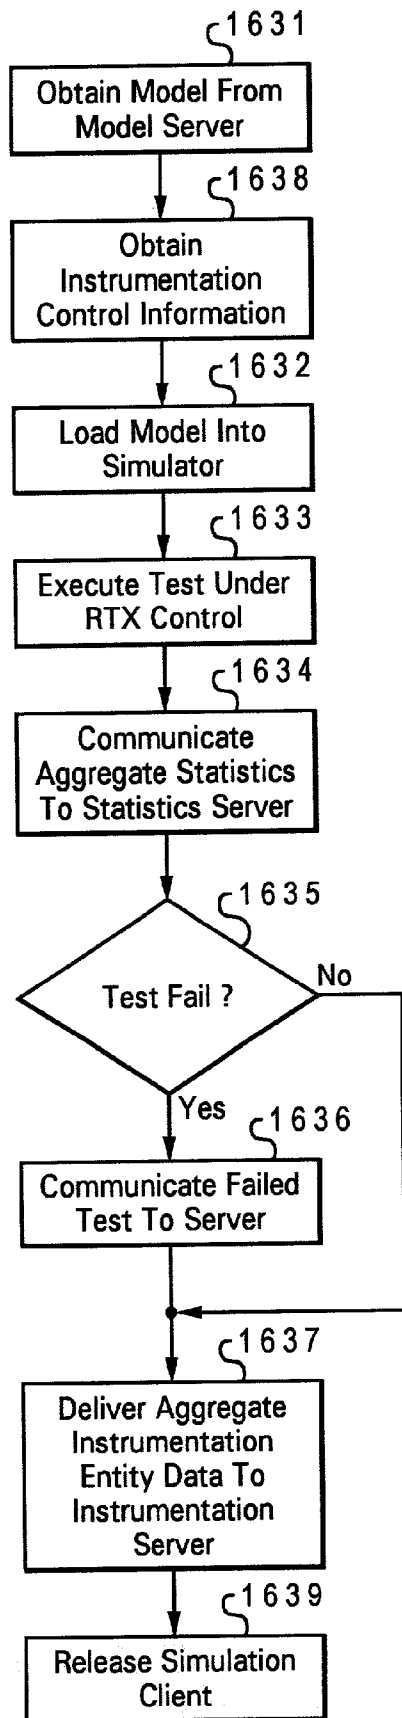 1631
Obtain Model From
Model Server
1638
Obtain
Instrumentation
Control Information
1632
Load Model Into
Simulator
1633
Execute Test Under
RTX Control
1634
Communicate
Aggregate Statistics
To Statistics Server
1635
Test Fail ?
No
Yes
1636
Communicate Failed
Test To Server
1637
Deliver Aggregate
Instrumentation
Entity Data To
Instrumentation
Server
1639
Release Simulation
Client